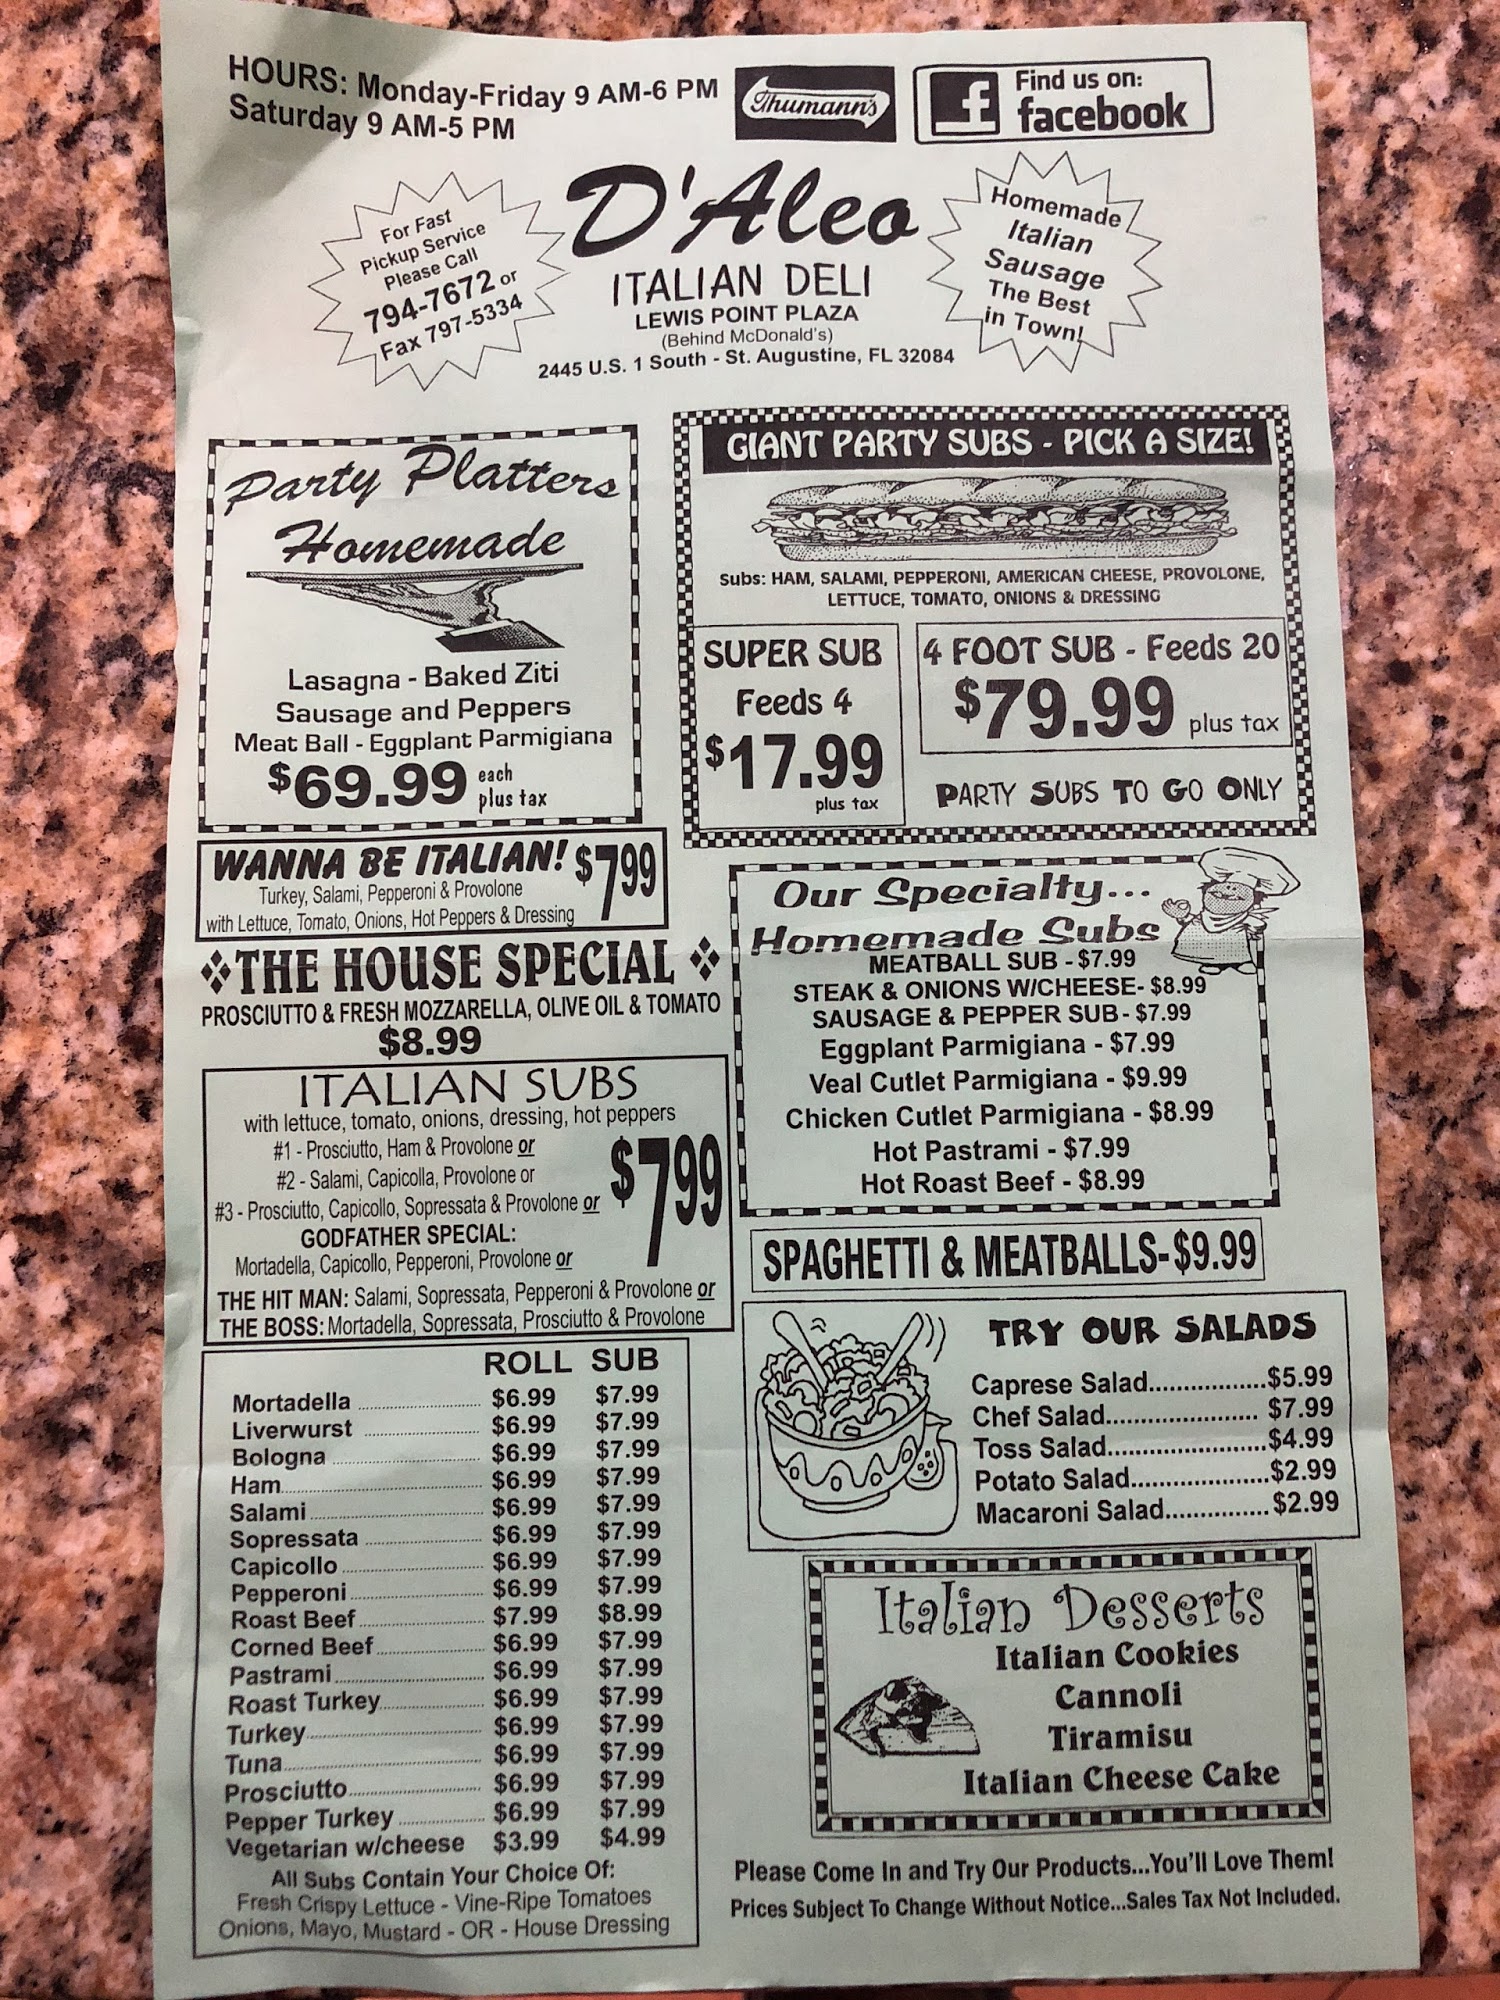 HOURS: Monday-Friday 9 AM-6 PM
Saturday 9 AM-5 PM
Thumann's
f
Find us on:
facebook
For Fast
Pickup Service
Please Call
794-7672 or
Fax 797-5334
D'Aleo
ITALIAN DELI
LEWIS POINT PLAZA
(Behind McDonald's)
2445 U.S. 1 South - St. Augustine, FL 32084
Homemade
Italian
Sausage
The Best
in Town!
Party Platters
Homemade
Lasagna - Baked Ziti
Sausage and Peppers
Meat Ball - Eggplant Parmigiana
$69.99 each
plus tax
GIANT PARTY SUBS - PICK A SIZE!
Subs: HAM, SALAMI, PEPPERONI, AMERICAN CHEESE, PROVOLONE,
LETTUCE, TOMATO, ONIONS & DRESSING
SUPER SUB
Feeds 4
$17.99
plus tax
4 FOOT SUB - Feeds 20
$79.99 plus tax
PARTY SUBS TO GO ONLY
WANNA BE ITALIAN! $7.99
Turkey, Salami, Pepperoni & Provolone
with Lettuce, Tomato, Onions, Hot Peppers & Dressing
THE HOUSE SPECIAL
PROSCIUTTO & FRESH MOZZARELLA, OLIVE OIL & TOMATO
$8.99
ITALIAN SUBS
with lettuce, tomato, onions, dressing, hot peppers
#1 - Prosciutto, Ham & Provolone or
#2 - Salami, Capicolla, Provolone or
#3 - Prosciutto, Capicollo, Sopressata & Provolone or
$7.99
GODFATHER SPECIAL:
Mortadella, Capicollo, Pepperoni, Provolone or
THE HIT MAN: Salami, Sopressata, Pepperoni & Provolone or
THE BOSS: Mortadella, Sopressata, Prosciutto & Provolone
ROLL SUB
Mortadella $6.99 $7.99
Liverwurst $6.99 $7.99
Bologna $6.99 $7.99
Ham $6.99 $7.99
Salami $6.99 $7.99
Sopressata $6.99 $7.99
Capicollo $6.99 $7.99
Pepperoni $6.99 $7.99
Roast Beef $7.99 $8.99
Corned Beef $6.99 $7.99
Pastrami $6.99 $7.99
Roast Turkey $6.99 $7.99
Turkey $6.99 $7.99
Tuna $6.99 $7.99
Prosciutto $6.99 $7.99
Pepper Turkey $6.99 $7.99
Vegetarian w/cheese $3.99 $4.99
All Subs Contain Your Choice Of:
Fresh Crispy Lettuce - Vine-Ripe Tomatoes
Onions, Mayo, Mustard - OR - House Dressing
Our Specialty...
Homemade Subs
MEATBALL SUB - $7.99
STEAK & ONIONS W/CHEESE- $8.99
SAUSAGE & PEPPER SUB - $7.99
Eggplant Parmigiana - $7.99
Veal Cutlet Parmigiana - $9.99
Chicken Cutlet Parmigiana - $8.99
Hot Pastrami - $7.99
Hot Roast Beef - $8.99
SPAGHETTI & MEATBALLS-$9.99
TRY OUR SALADS
Caprese Salad..................$5.99
Chef Salad....................... $7.99
Toss Salad........................$4.99
Potato Salad.....................$2.99
Macaroni Salad...............$2.99
Italian Desserts
Italian Cookies
Cannoli
Tiramisu
Italian Cheese Cake
Please Come In and Try Our Products...You'll Love Them!
Prices Subject To Change Without Notice...Sales Tax Not Included.